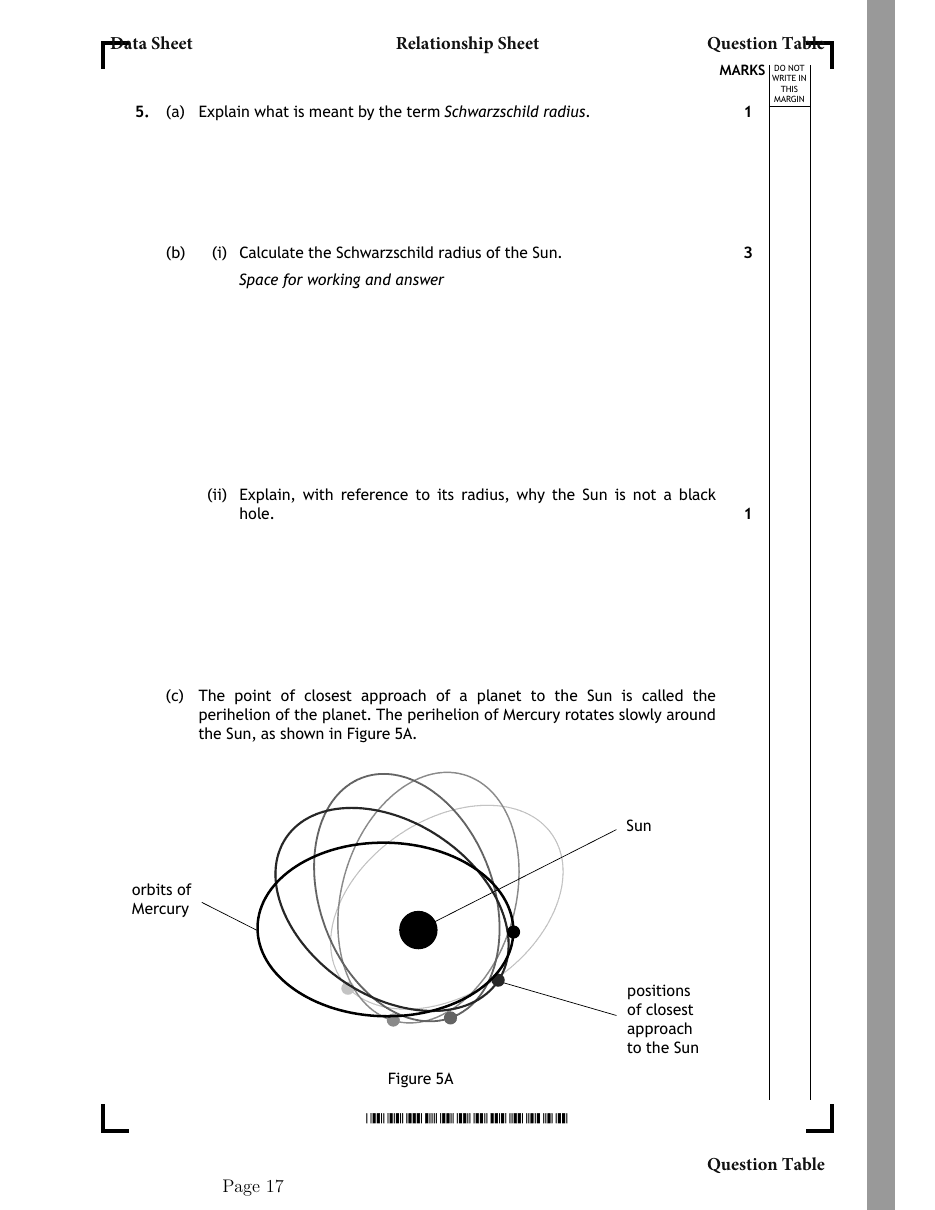 Data Sheet Relationship Sheet Question Table
MARKS
DO NOT
WRITE IN
THIS
MARGIN
5. (a) Explain what is meant by the term Schwarzschild radius. 1
(b) (i) Calculate the Schwarzschild radius of the Sun. 3
Space for working and answer
(ii) Explain, with reference to its radius, why the Sun is not a black
hole. 1
(c) The point of closest approach of a planet to the Sun is called the
perihelion of the planet. The perihelion of Mercury rotates slowly around
the Sun, as shown in Figure 5A.
Sun
orbits of
Mercury
positions
of closest
approach
to the Sun
Figure 5A
Question Table
Page 17